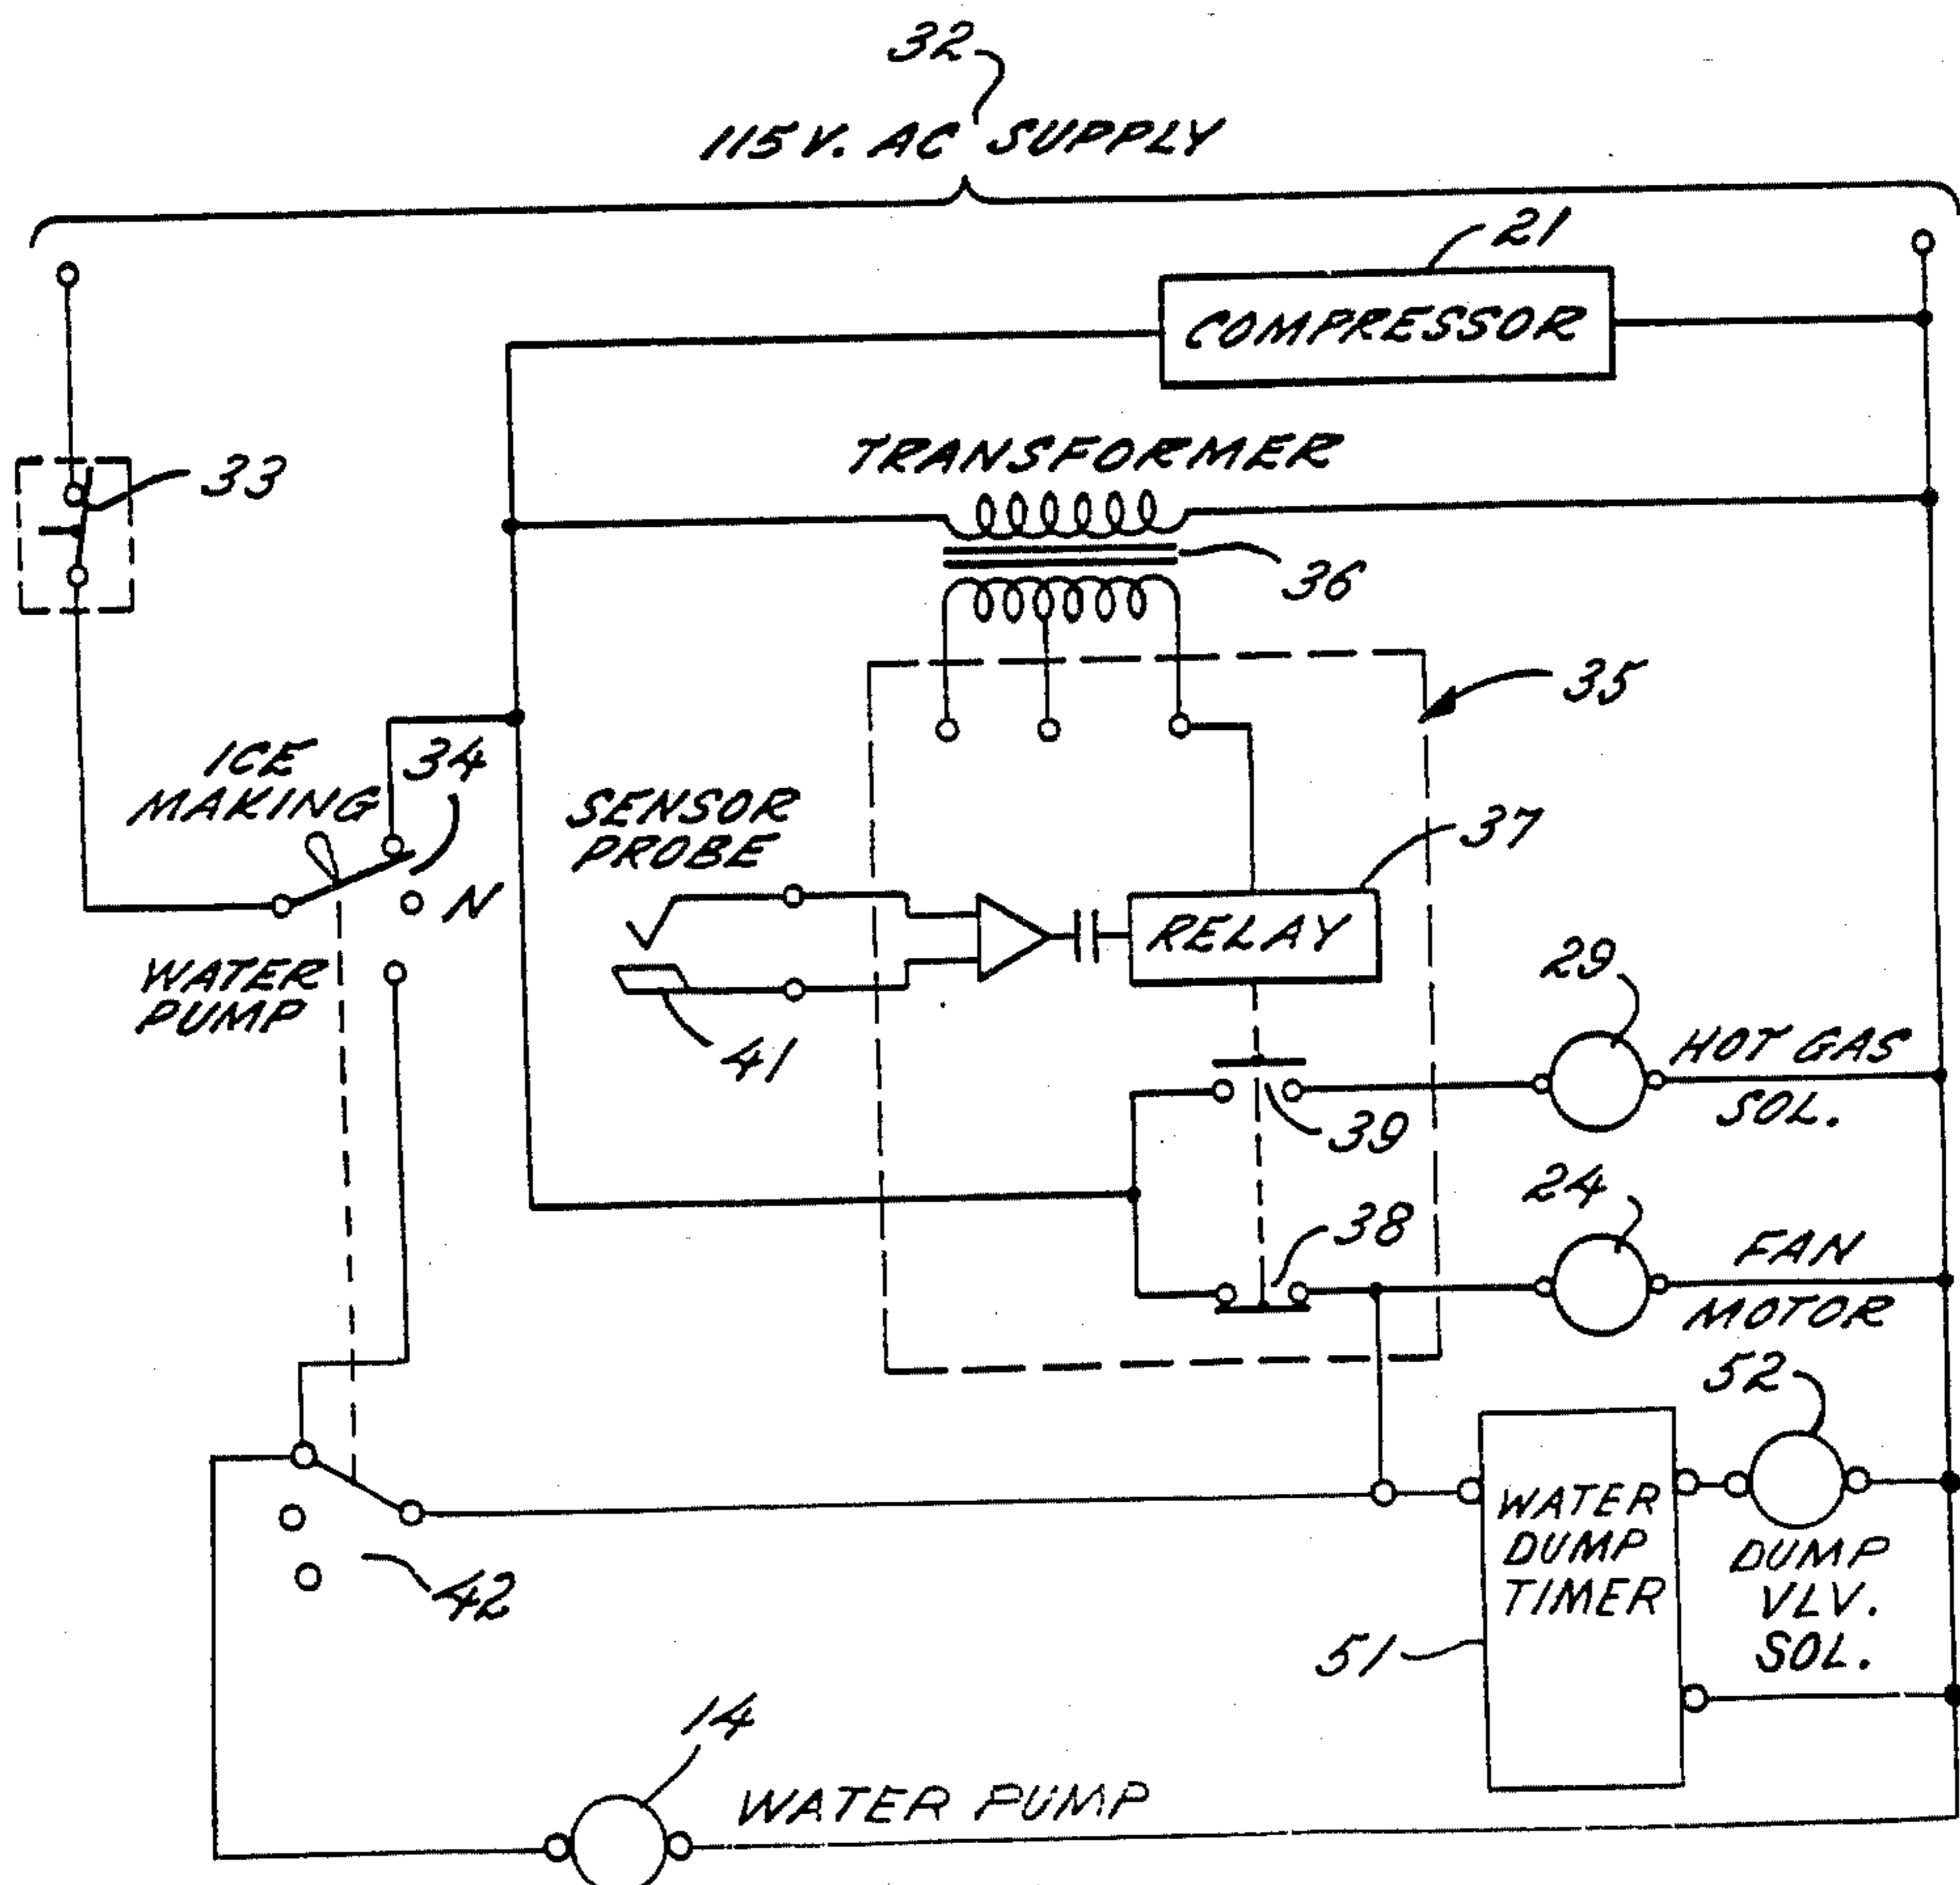 32
115 V. AC SUPPLY
21
COMPRESSOR
33
TRANSFORMER
36
35
ICE
MAKING
34
SENSOR
PROBE
37
N
RELAY
WATER
PUMP
41
29
HOT GAS
SOL.
39
24
38
FAN
MOTOR
52
WATER
DUMP
TIMER
DUMP
VLV.
SOL.
42
51
14
WATER PUMP